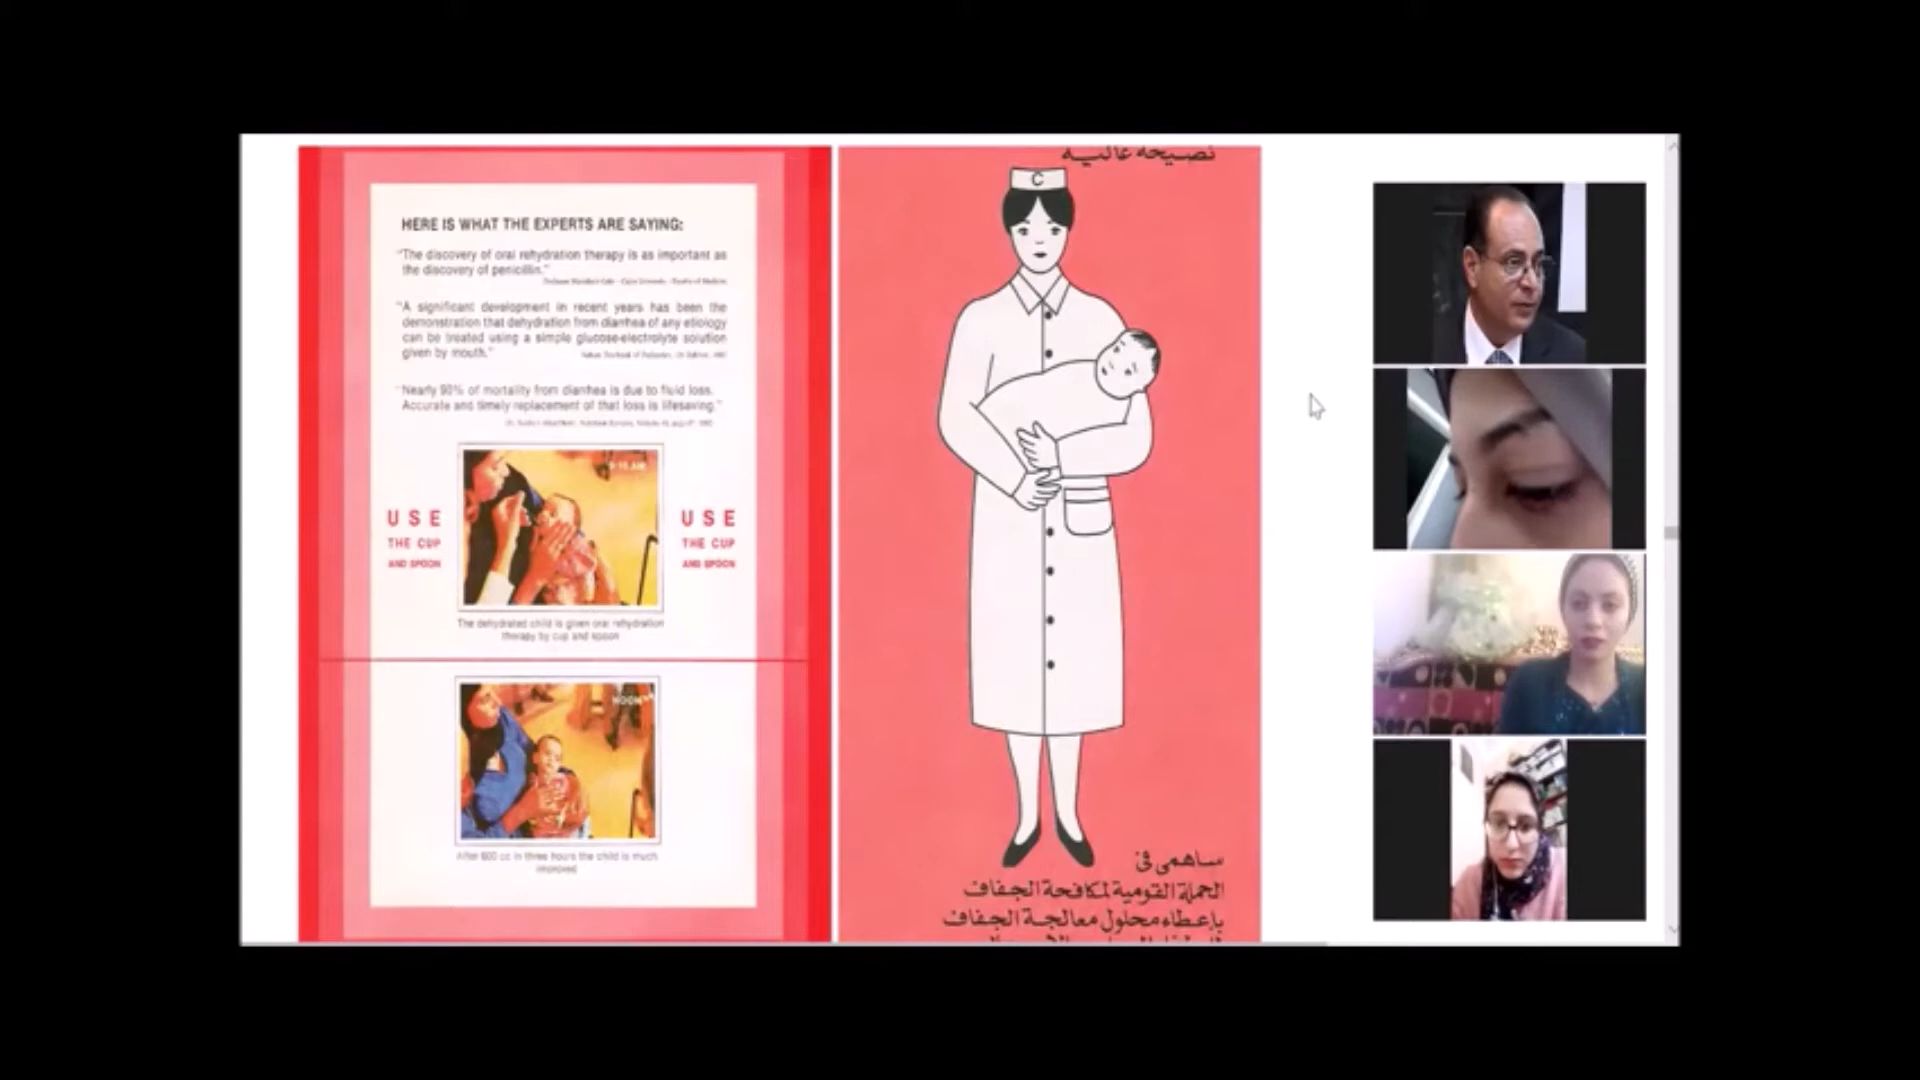 HERE IS WHAT THE EXPERTS ARE SAYING:
"The discovery of oral rehydration therapy is as important as
the discovery of penicillin."
"A significant development in recent years has been the
demonstration that dehydration from diarrhea of any etiology
can be treated using a simple glucose-electrolyte solution
given by mouth."
"Nearly 90% of mortality from diarrhea is due to fluid loss.
Accurate and timely replacement of that loss is lifesaving."
9:10 AM
USE
THE CUP
AND SPOON
USE
THE CUP
AND SPOON
The dehydrated child is given oral rehydration
therapy by cup and spoon
NOON
After 600 cc in three hours the child is much
improved
نصيحة غالية
C
ساهمى فى
الحملة القومية لمكافحة الجفاف
بإعطاء محلول معالجة الجفاف